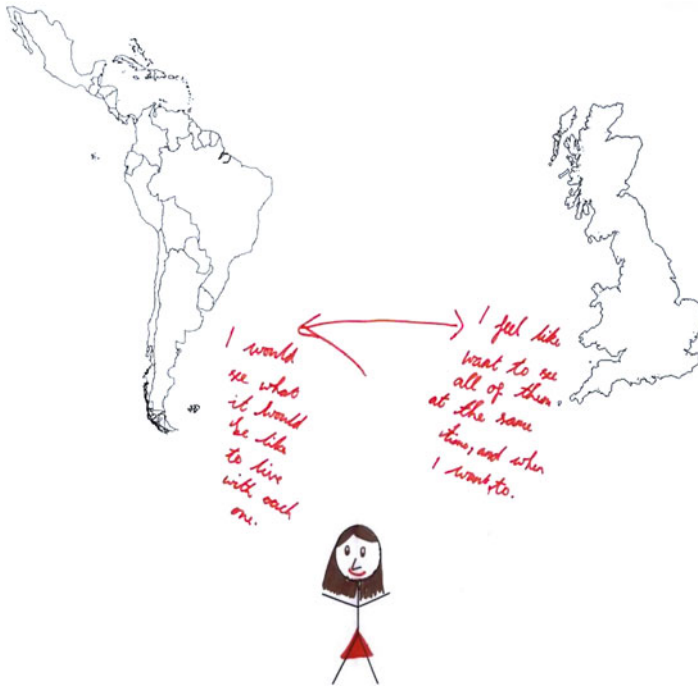 I would
see what
it would
be like
to live
with each
one.
I feel like
want to see
all of them
at the same
time, and when
I want to.